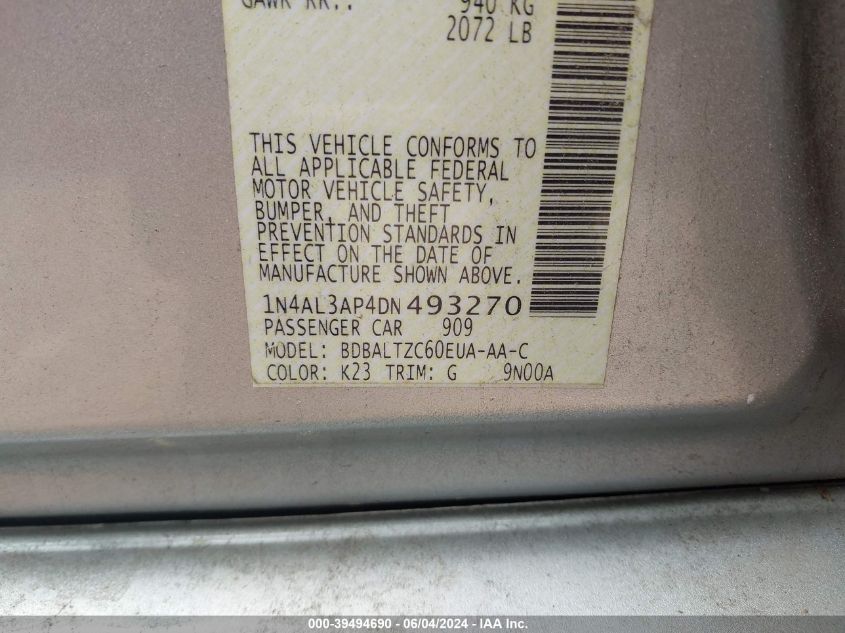 GAWR RR.: 940 KG
2072 LB
THIS VEHICLE CONFORMS TO
ALL APPLICABLE FEDERAL
MOTOR VEHICLE SAFETY,
BUMPER, AND THEFT
PREVENTION STANDARDS IN
EFFECT ON THE DATE OF
MANUFACTURE SHOWN ABOVE.
1N4AL3AP4DN493270
PASSENGER CAR 909
MODEL: BDBALTZC60EUA-AA-C
COLOR: K23 TRIM: G 9N00A
000-39494690 - 06/04/2024 - IAA Inc.